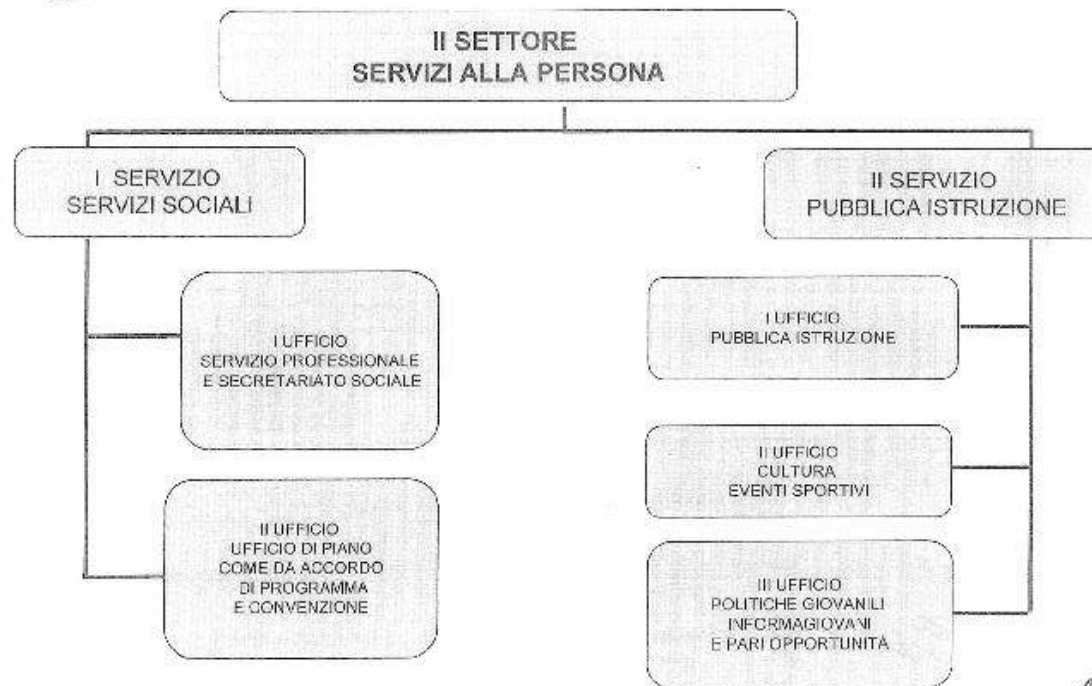 II SETTORE
SERVIZI ALLA PERSONA
I SERVIZIO
SERVIZI SOCIALI
II SERVIZIO
PUBBLICA ISTRUZIONE
I UFFICIO
SERVIZIO PROFESSIONALE
E SECRETARIATO SOCIALE
I UFFICIO
PUBBLICA ISTRUZIONE
II UFFICIO
CULTURA
EVENTI SPORTIVI
II UFFICIO
UFFICIO DI PIANO
COME DA ACCORDO
DI PROGRAMMA
E CONVENZIONE
III UFFICIO
POLITICHE GIOVANILI
INFORMAGIOVANI
E PARI OPPORTUNITÀ